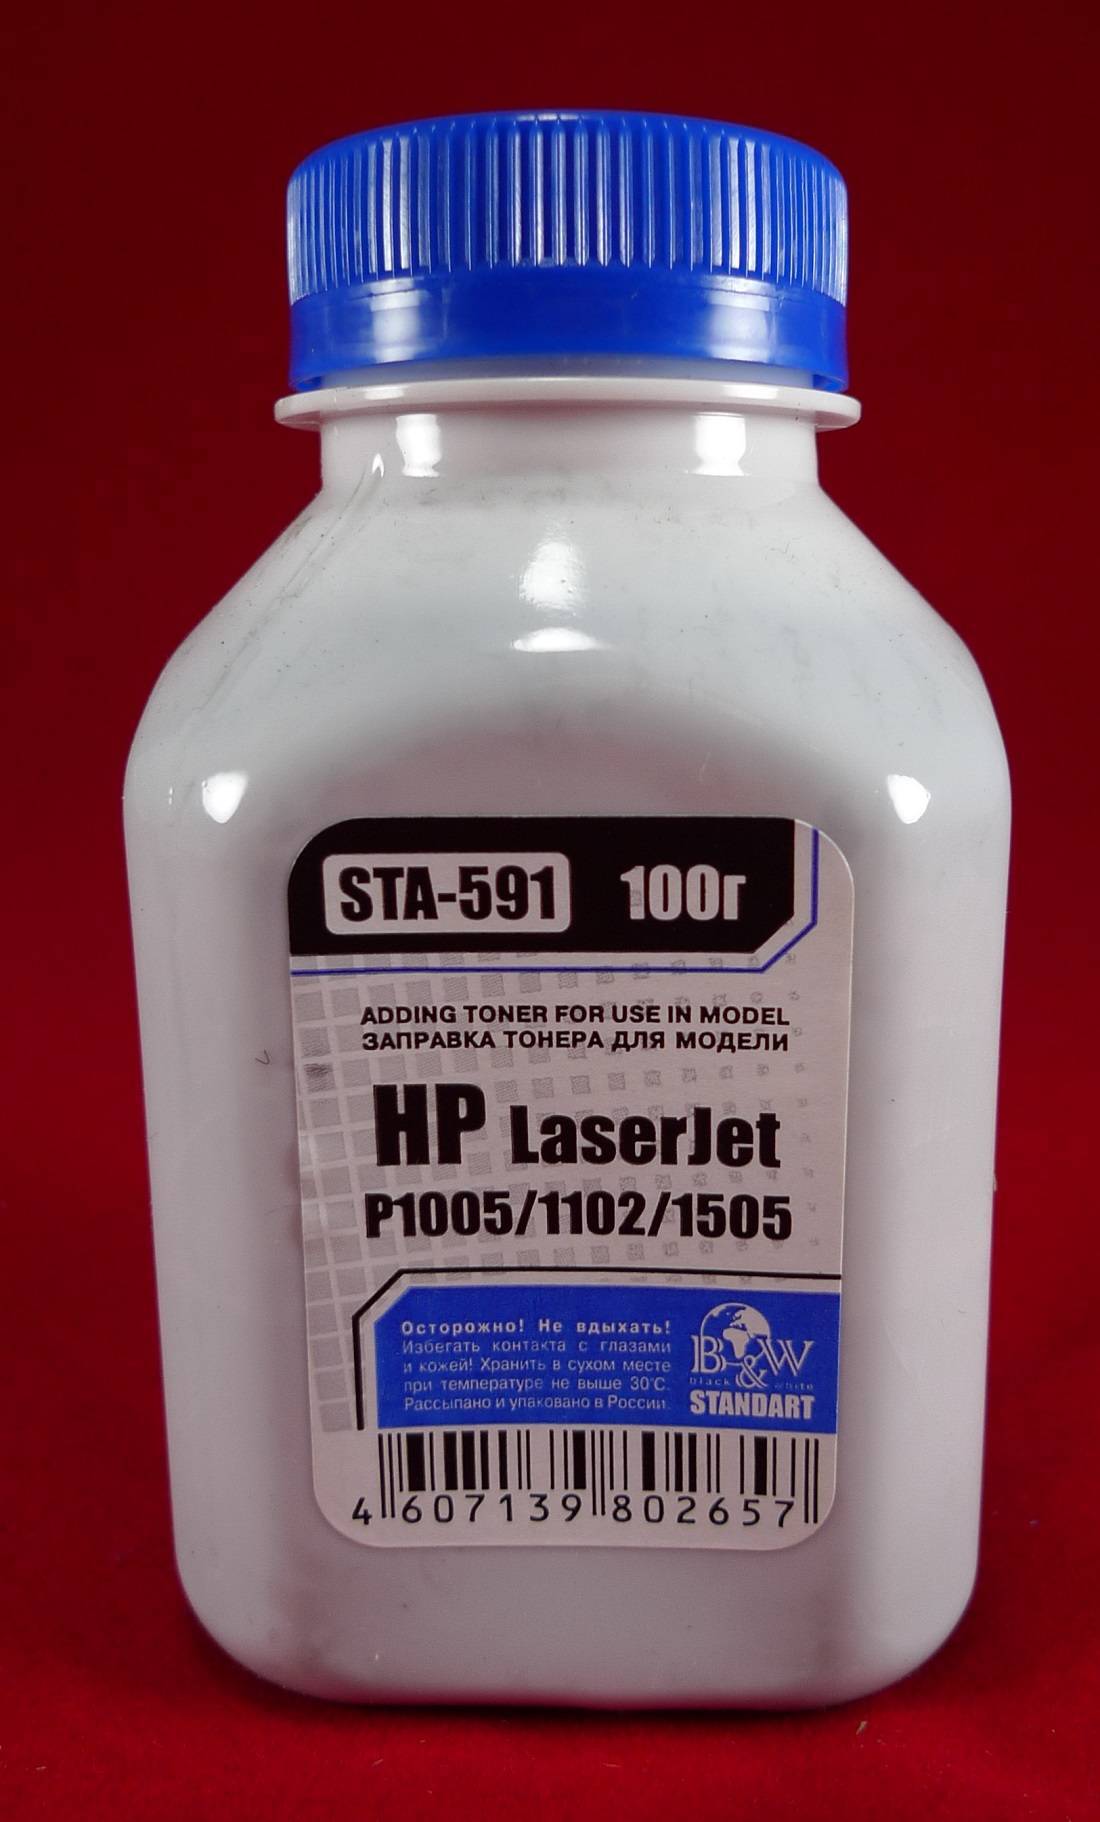 STA-591 100г
ADDING TONER FOR USE IN MODEL
ЗАПРАВКА ТОНЕРА ДЛЯ МОДЕЛИ
HP LaserJet
P1005/1102/1505
Осторожно! Не вдыхать!
Избегать контакта с глазами
и кожей! Хранить в сухом месте
при температуре не выше 30°C.
Рассыпано и упаковано в России.
B&W
black & white
STANDART
4 607139 802657